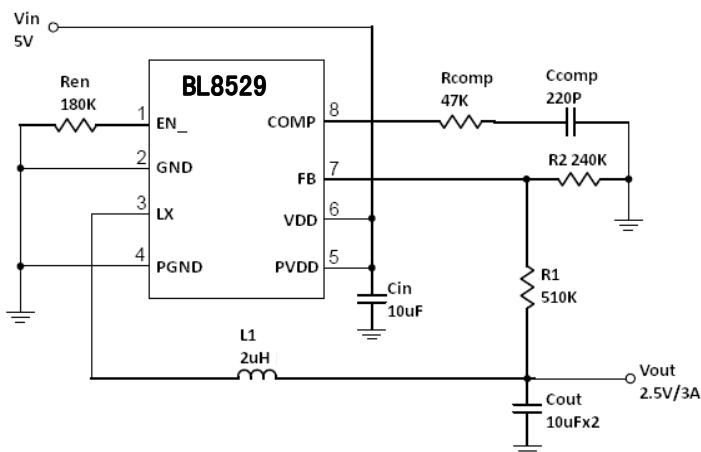 Vin
5V
BL8529
Ren
180K
Rcomp
47K
Ccomp
220P
1
EN_
COMP
8
2
GND
FB
7
R2 240K
3
LX
VDD
6
4
PGND
PVDD
5
Cin
10uF
R1
510K
L1
2uH
Vout
2.5V/3A
Cout
10uFx2